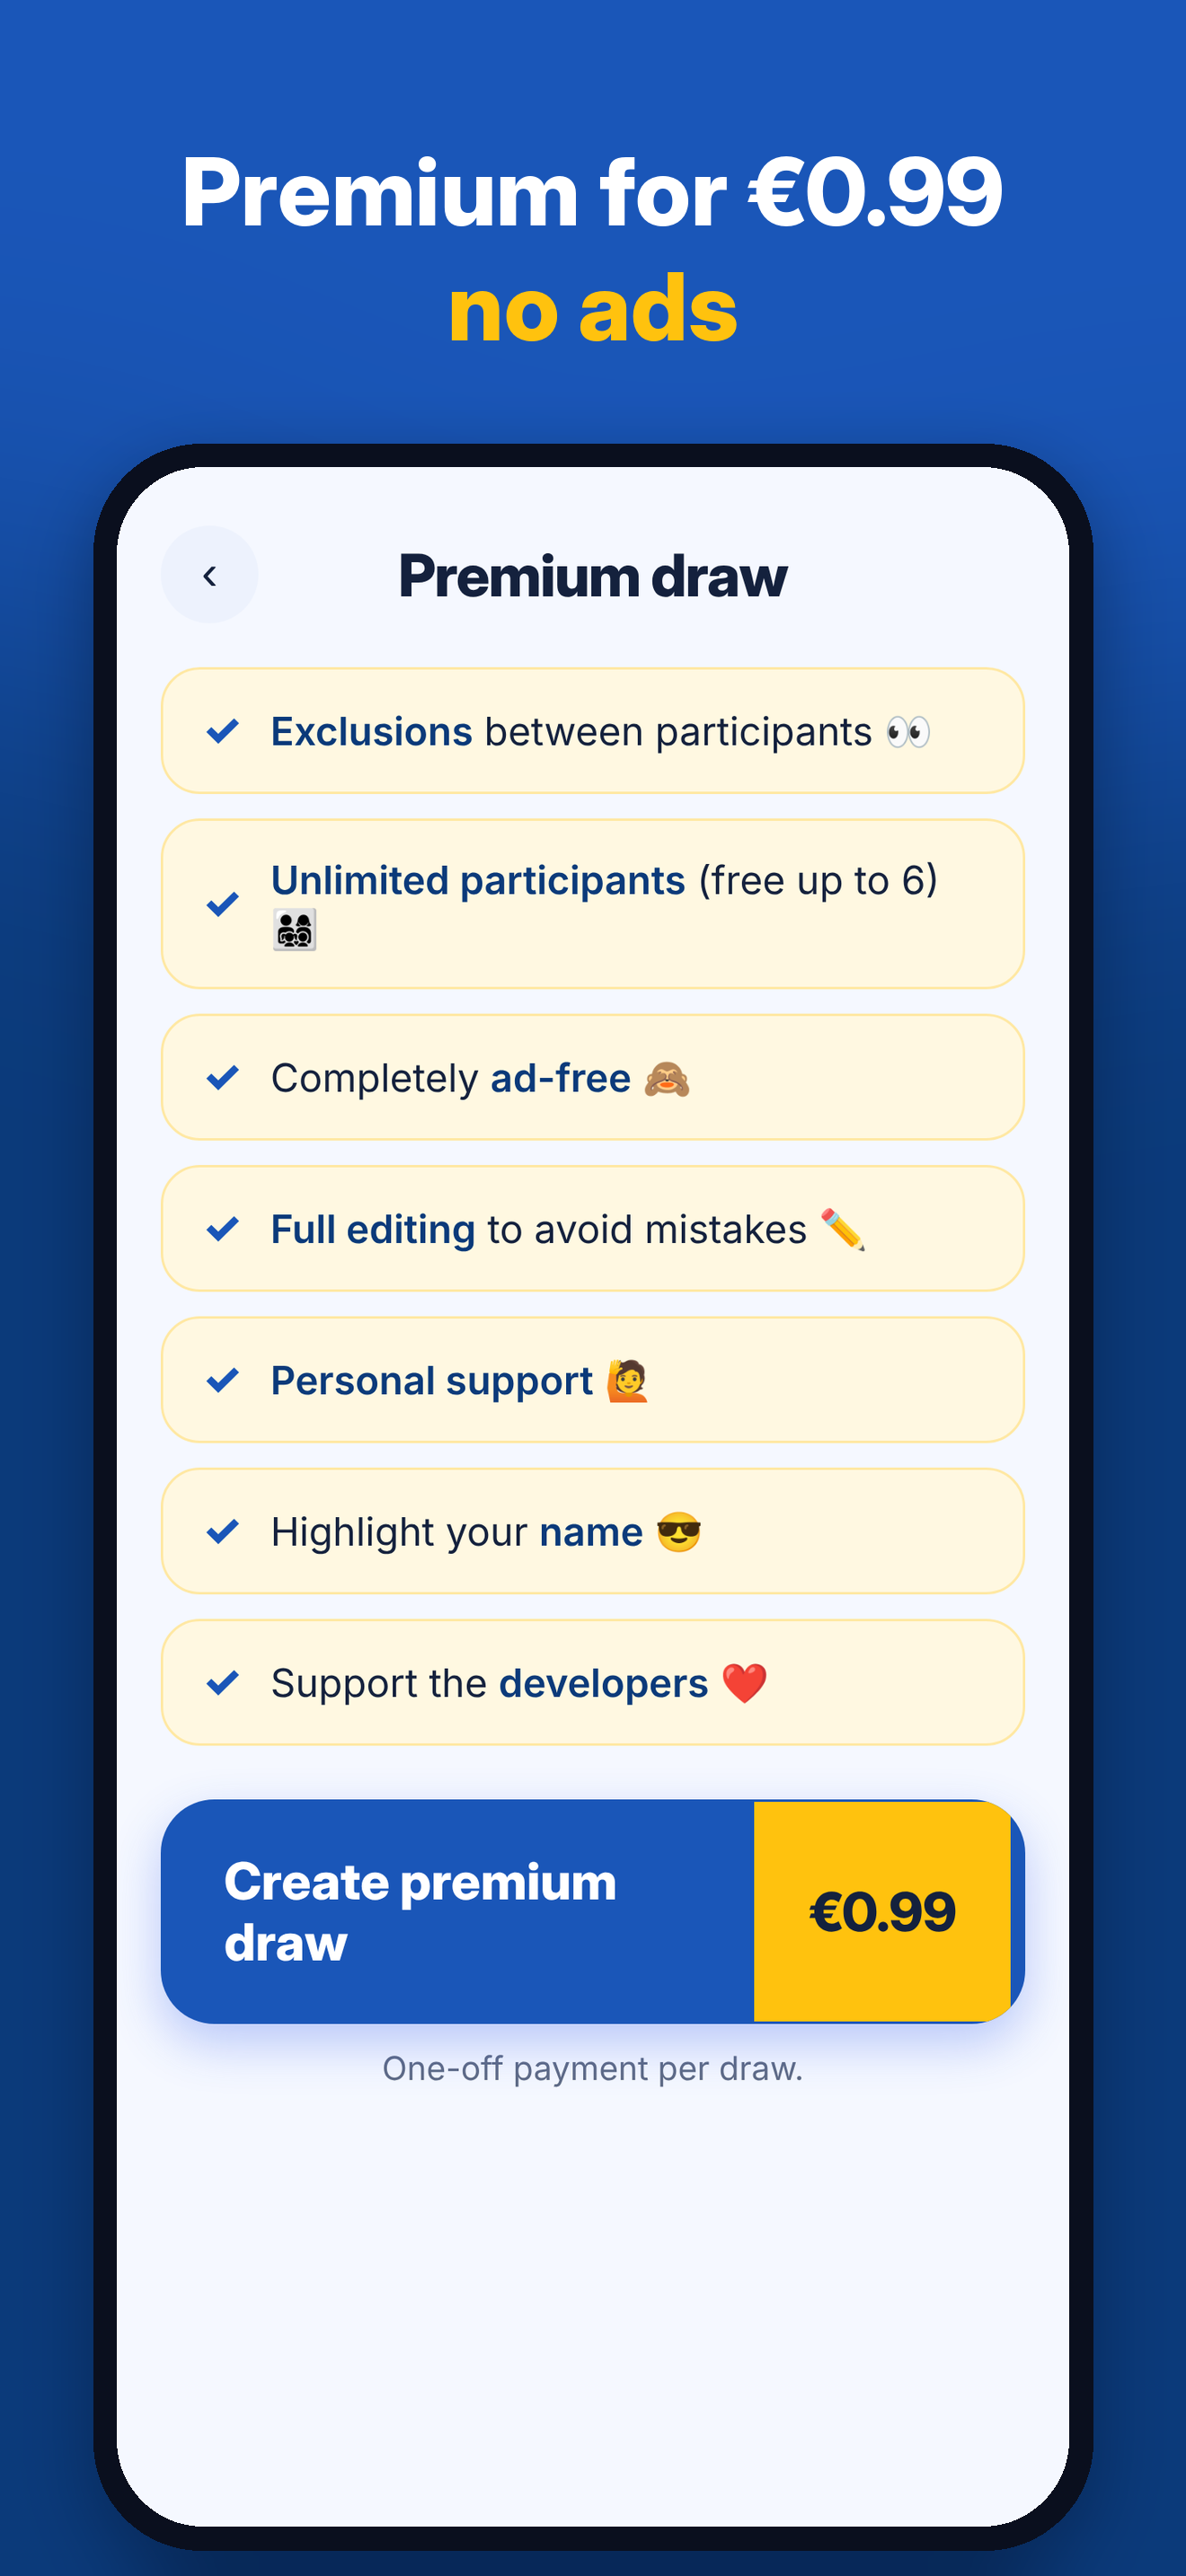 Premium for €0.99
no ads
‹
Premium draw
Exclusions between participants 👀
Unlimited participants (free up to 6)
👨‍👩‍👧‍👦
Completely ad-free 🙈
Full editing to avoid mistakes ✏️
Personal support 🙋
Highlight your name 😎
Support the developers ❤️
Create premium
draw
€0.99
One-off payment per draw.